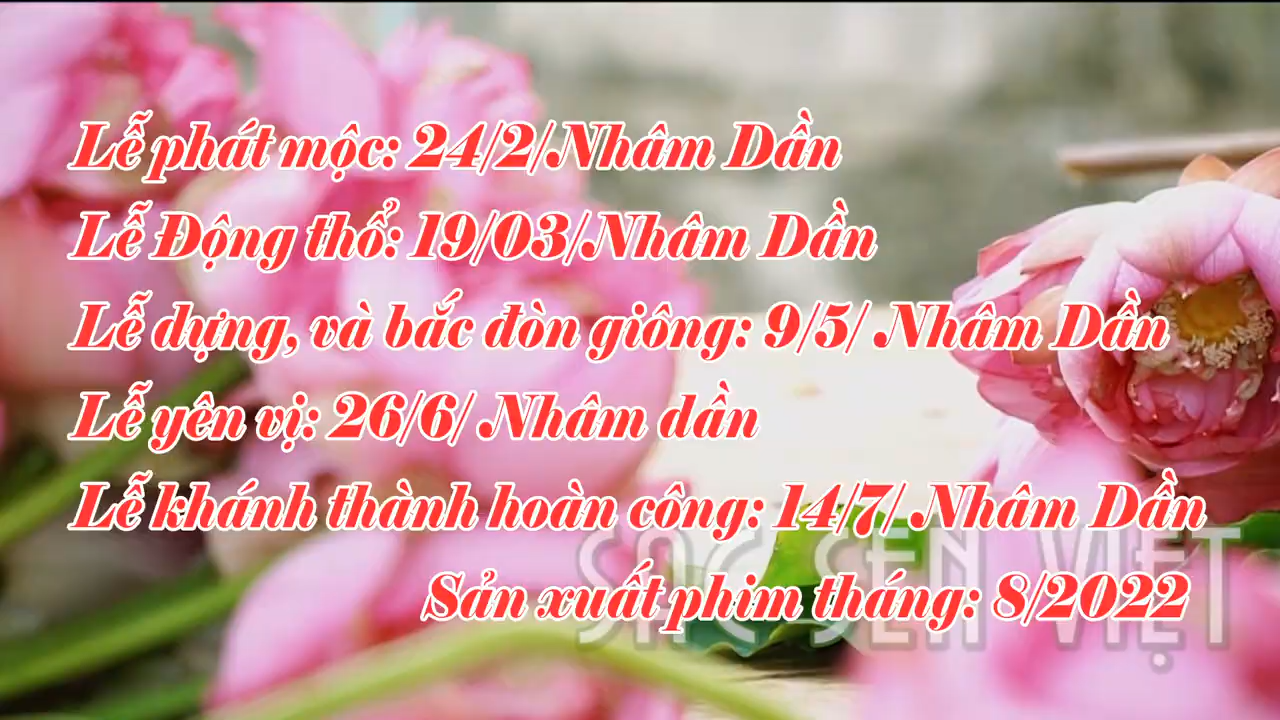 Lễ phát mộc: 24/2/Nhâm Dần
Lễ Động thổ: 19/03/Nhâm Dần
Lễ dựng, và bắc đòn giông: 9/5/ Nhâm Dần
Lễ yên vị: 26/6/ Nhâm dần
Lễ khánh thành hoàn công: 14/7/ Nhâm Dần
Sản xuất phim tháng: 8/2022
SẮC SEN VIỆT